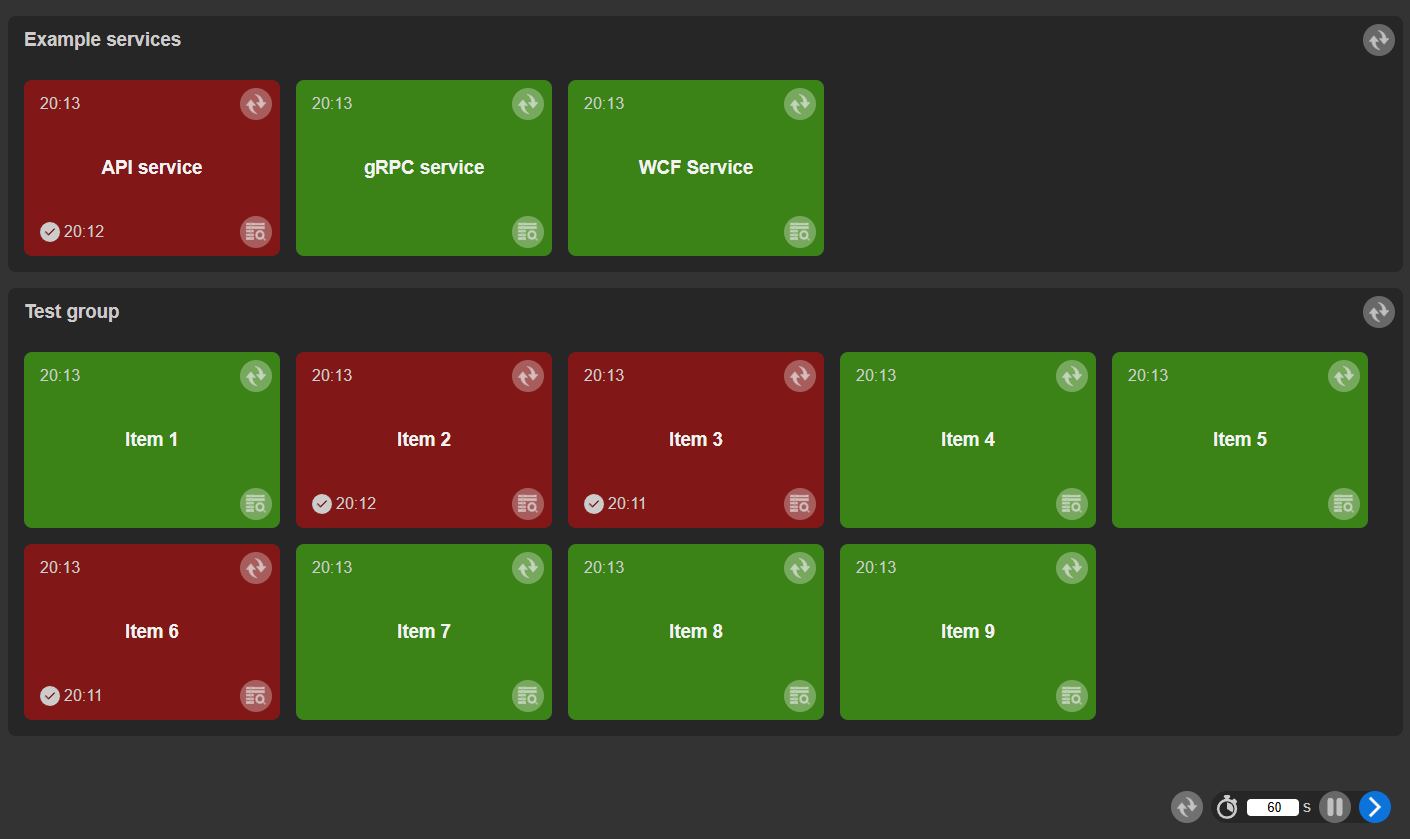 Example services
20:13
20:13
20:13
API service
gRPC service
WCF Service
20:12
Test group
20:13
20:13
20:13
20:13
20:13
Item 1
Item 2
Item 3
Item 4
Item 5
20:12
20:11
20:13
20:13
20:13
20:13
Item 6
Item 7
Item 8
Item 9
20:11
60 s